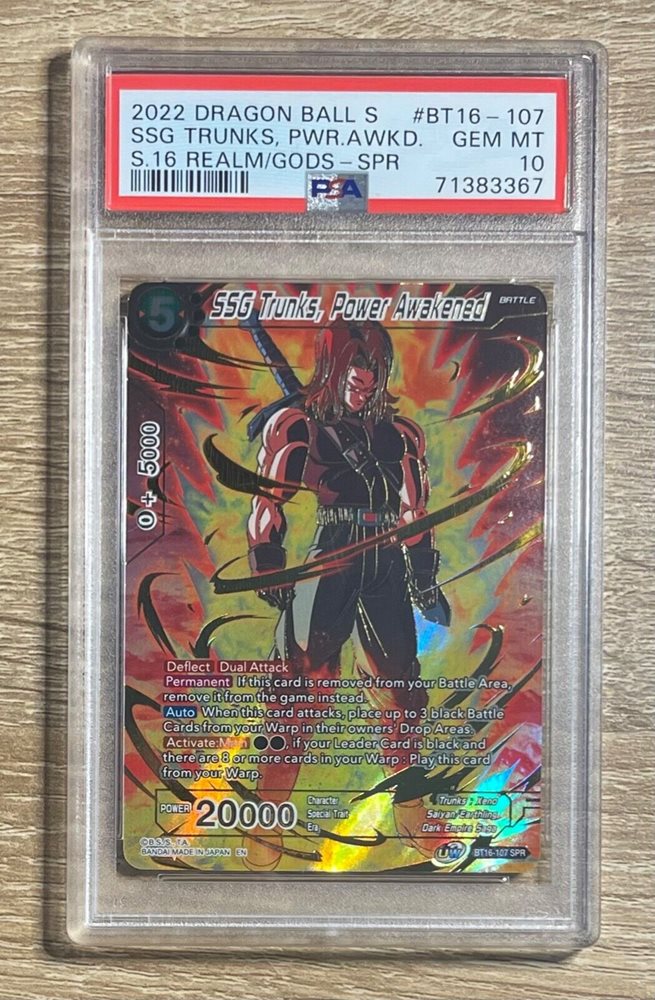 2022 DRAGON BALL S #BT16-107
SSG TRUNKS, PWR.AWKD. GEM MT
S.16 REALM/GODS-SPR 10
PSA 71383367
5 SSG Trunks, Power Awakened BATTLE
0+ 5000
Deflect Dual Attack
Permanent If this card is removed from your Battle Area,
remove it from the game instead.
Auto When this card attacks, place up to 3 black Battle
Cards from your Warp in their owners' Drop Areas.
Activate:Main ●●, if your Leader Card is black and
there are 8 or more cards in your Warp : Play this card
from your Warp.
POWER 20000
Character Trunks : Xeno
Special Trait Saiyan･Earthling
Era Dark Empire Saga
©B.S./S. T.A.
BANDAI MADE IN JAPAN EN
UW BT16-107 SPR